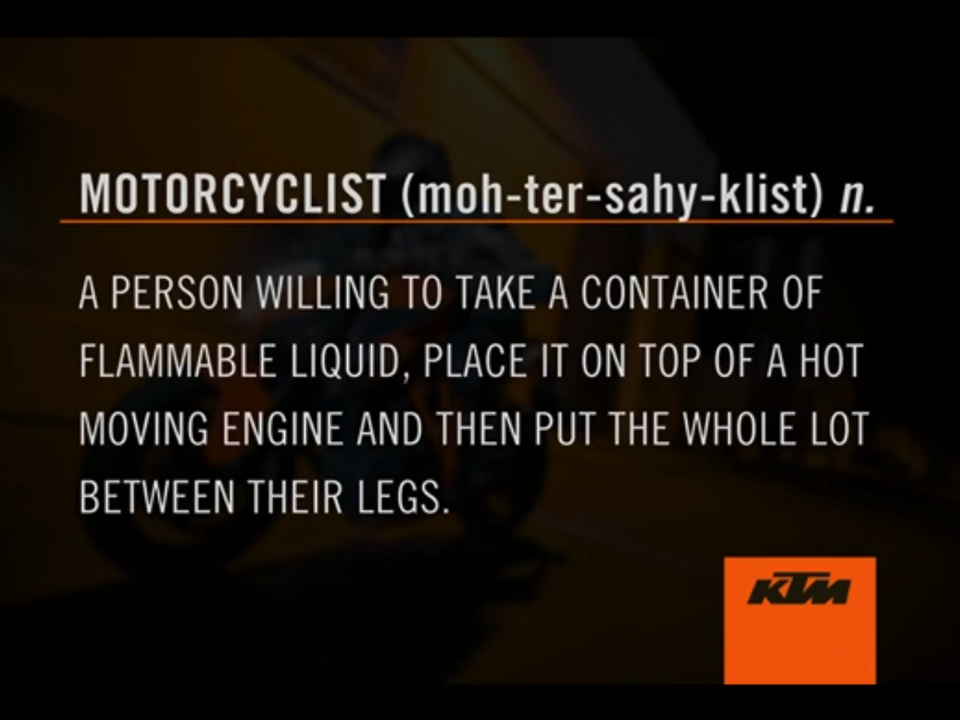 MOTORCYCLIST (moh-ter-sahy-klist) n.
A PERSON WILLING TO TAKE A CONTAINER OF
FLAMMABLE LIQUID, PLACE IT ON TOP OF A HOT
MOVING ENGINE AND THEN PUT THE WHOLE LOT
BETWEEN THEIR LEGS.
KTM